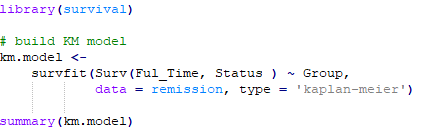 library(survival)
# build KM model
km.model <-
survfit(Surv(Ful_Time, Status ) ~ Group,
data = remission, type = 'kaplan-meier')
summary(km.model)